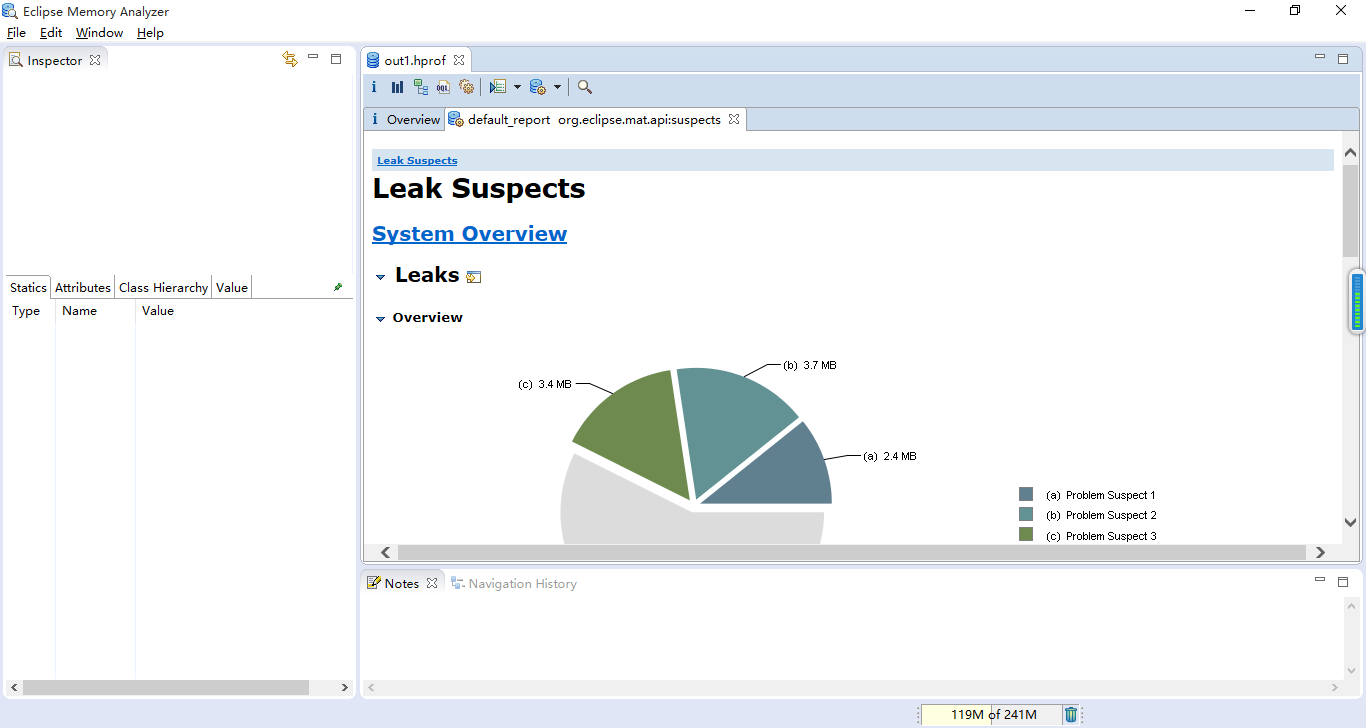 Eclipse Memory Analyzer
File Edit Window Help
Inspector
Statics Attributes Class Hierarchy Value
Type Name Value
out1.hprof
i OQL
i Overview default_report org.eclipse.mat.api:suspects
Leak Suspects
Leak Suspects
System Overview
Leaks
Overview
(b) 3.7 MB
(c) 3.4 MB
(a) 2.4 MB
(a) Problem Suspect 1
(b) Problem Suspect 2
(c) Problem Suspect 3
Notes Navigation History
119M of 241M